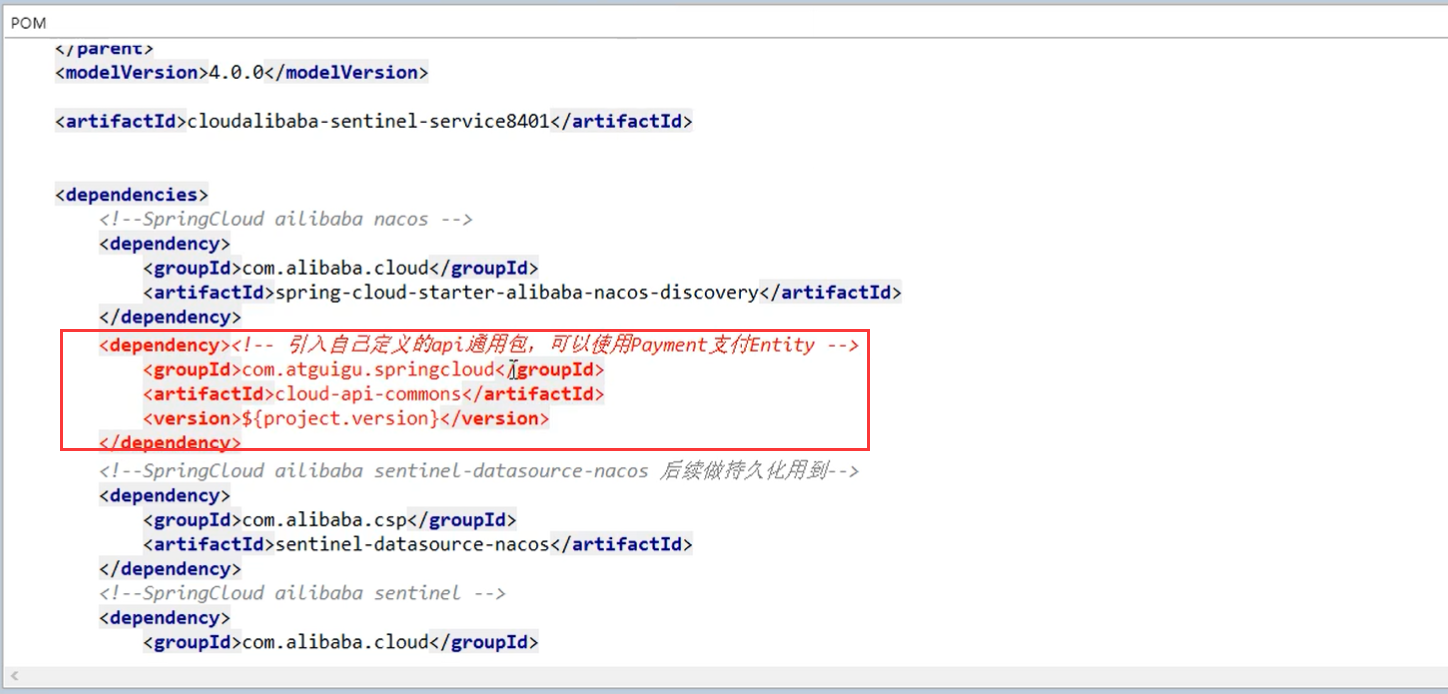 POM
</parent>
<modelVersion>4.0.0</modelVersion>
<artifactId>cloudalibaba-sentinel-service8401</artifactId>
<dependencies>
<!--SpringCloud ailibaba nacos -->
<dependency>
<groupId>com.alibaba.cloud</groupId>
<artifactId>spring-cloud-starter-alibaba-nacos-discovery</artifactId>
</dependency>
<dependency><!-- 引入自己定义的api通用包，可以使用Payment支付Entity -->
<groupId>com.atguigu.springcloud</groupId>
<artifactId>cloud-api-commons</artifactId>
<version>${project.version}</version>
</dependency>
<!--SpringCloud ailibaba sentinel-datasource-nacos 后续做持久化用到-->
<dependency>
<groupId>com.alibaba.csp</groupId>
<artifactId>sentinel-datasource-nacos</artifactId>
</dependency>
<!--SpringCloud ailibaba sentinel -->
<dependency>
<groupId>com.alibaba.cloud</groupId>